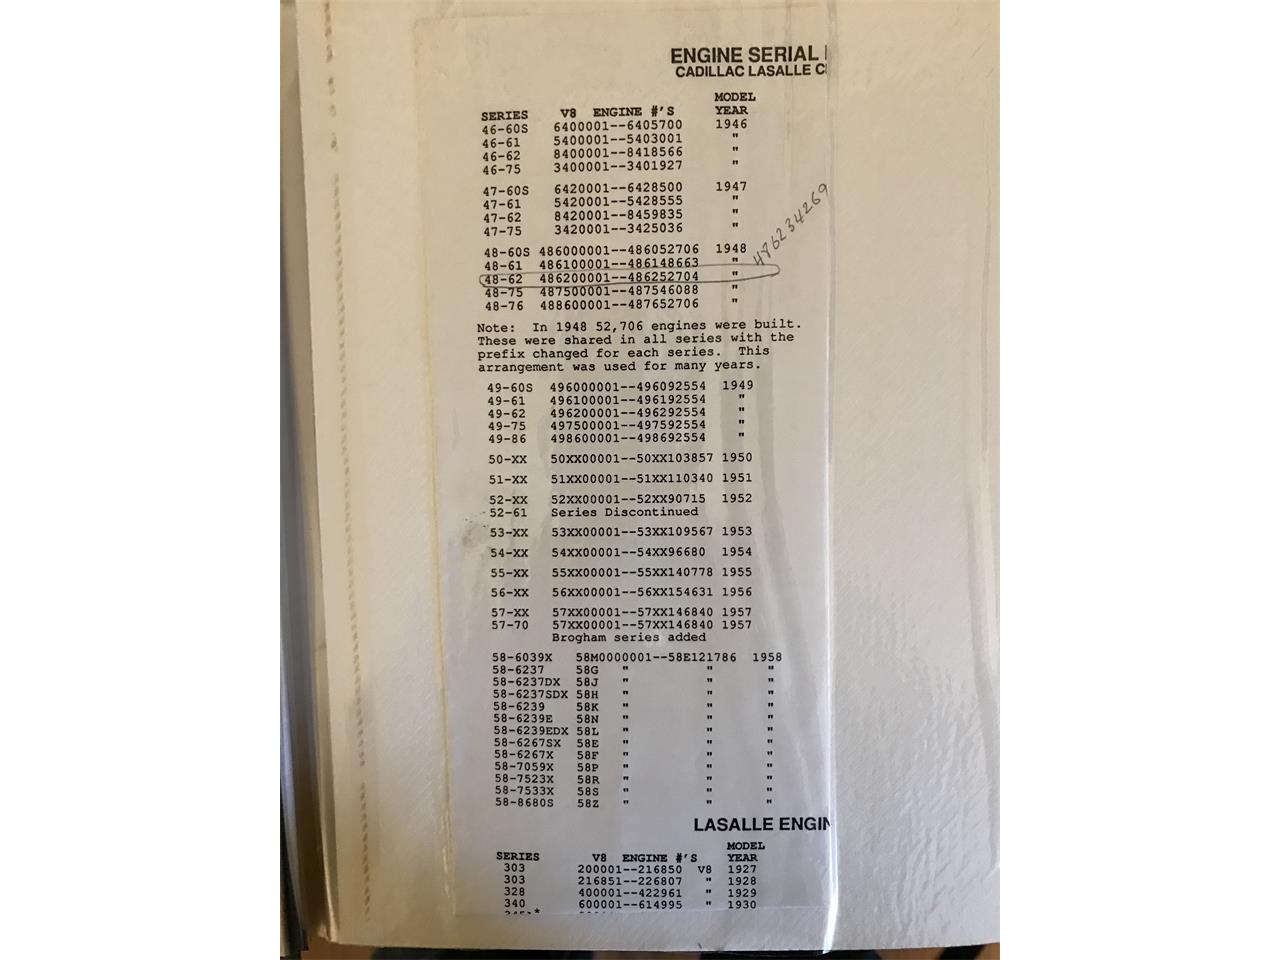 ENGINE SERIAL
CADILLAC LASALLE
MODEL
SERIES V8 ENGINE #'S YEAR
46-60S 6400001--6405700 1946
46-61 5400001--5403001 "
46-62 8400001--8418566 "
46-75 3400001--3401927 "
47-60S 6420001--6428500 1947
47-61 5420001--5428555 "
47-62 8420001--8459835 "
47-75 3420001--3425036 "
486234269
48-60S 486000001--486052706 1948
48-61 486100001--486148663 "
48-62 486200001--486252704 "
48-75 487500001--487546088 "
48-76 488600001--487652706 "
Note: In 1948 52,706 engines were built.
These were shared in all series with the
prefix changed for each series. This
arrangement was used for many years.
49-60S 496000001--496092554 1949
49-61 496100001--496192554 "
49-62 496200001--496292554 "
49-75 497500001--497592554 "
49-86 498600001--498692554 "
50-XX 50XX00001--50XX103857 1950
51-XX 51XX00001--51XX110340 1951
52-XX 52XX00001--52XX90715 1952
52-61 Series Discontinued
53-XX 53XX00001--53XX109567 1953
54-XX 54XX00001--54XX96680 1954
55-XX 55XX00001--55XX140778 1955
56-XX 56XX00001--56XX154631 1956
57-XX 57XX00001--57XX146840 1957
57-70 57XX00001--57XX146840 1957
Brogham series added
58-6039X 58M0000001--58E121786 1958
58-6237 58G " " "
58-6237DX 58J " " "
58-6237SDX 58H " " "
58-6239 58K " " "
58-6239E 58N " " "
58-6239EDX 58L " " "
58-6267SX 58E " " "
58-6267X 58F " " "
58-7059X 58P " " "
58-7523X 58R " " "
58-7533X 58S " " "
58-8680S 58Z " " "
LASALLE ENGIN
MODEL
SERIES V8 ENGINE #'S YEAR
303 200001--216850 V8 1927
303 216851--226807 " 1928
328 400001--422961 " 1929
340 600001--614995 " 1930